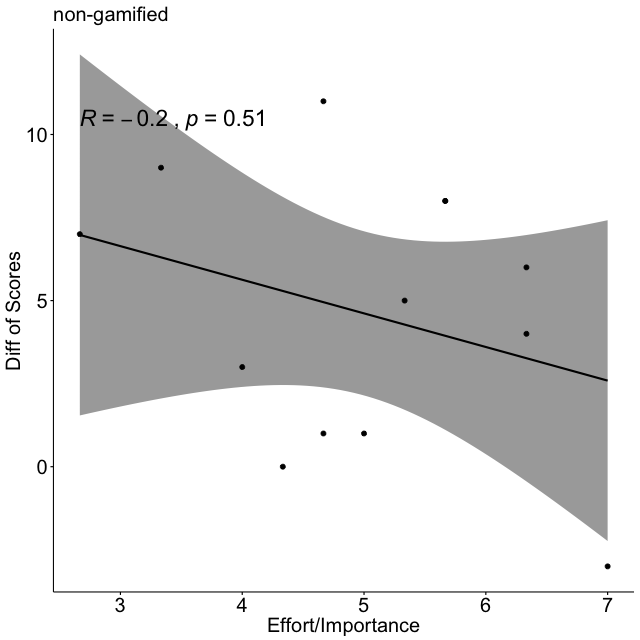 non-gamified
R = − 0.2 , p = 0.51
10
5
0
Diff of Scores
3 4 5 6 7
Effort/Importance